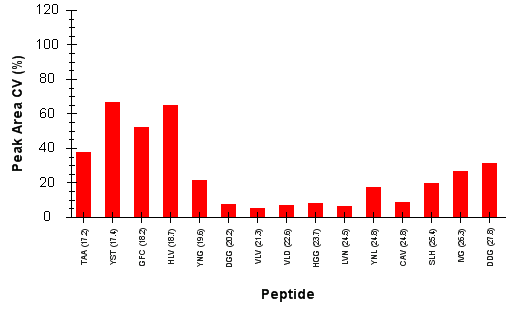 120
100
80
60
40
20
0
Peak Area CV (%)
TAA (17.2)
YST (17.4)
GFC (18.2)
HLV (18.7)
YNG (19.6)
DGG (20.2)
VLV (21.3)
VLD (22.6)
HGG (23.7)
LVN (24.5)
YNL (24.8)
CAV (24.8)
SLH (25.4)
IVG (26.3)
DDG (27.8)
Peptide